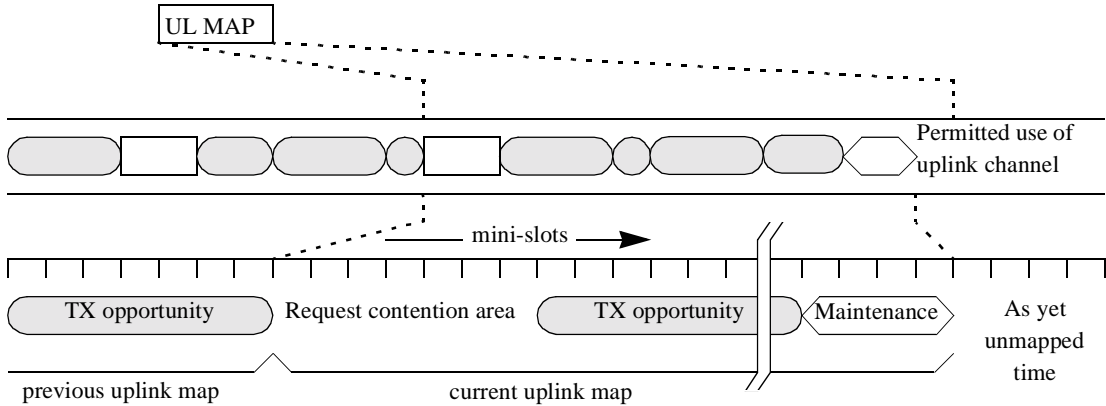 UL MAP
Permitted use of
uplink channel
mini-slots
TX opportunity
Request contention area
TX opportunity
Maintenance
As yet
unmapped
time
previous uplink map
current uplink map